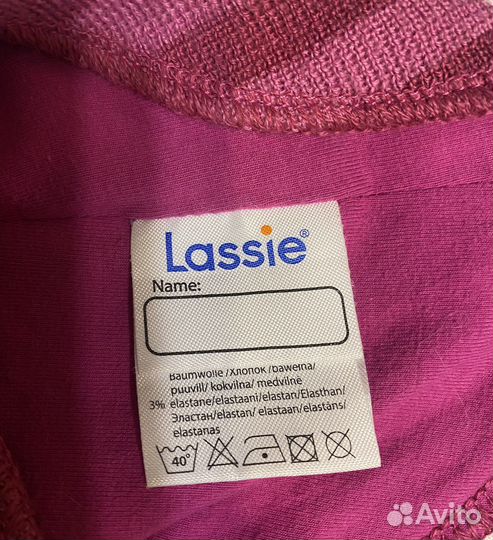 Lassie®
Name:
Baumwolle /Хлопок /bawełna/
puuvill/ kokvilna/ medvilnė
3% elastane/elastaani/elastan/Elasthan/
Эластан/elastan/ elastaan/elastāns/
elastanas
40°
Avito